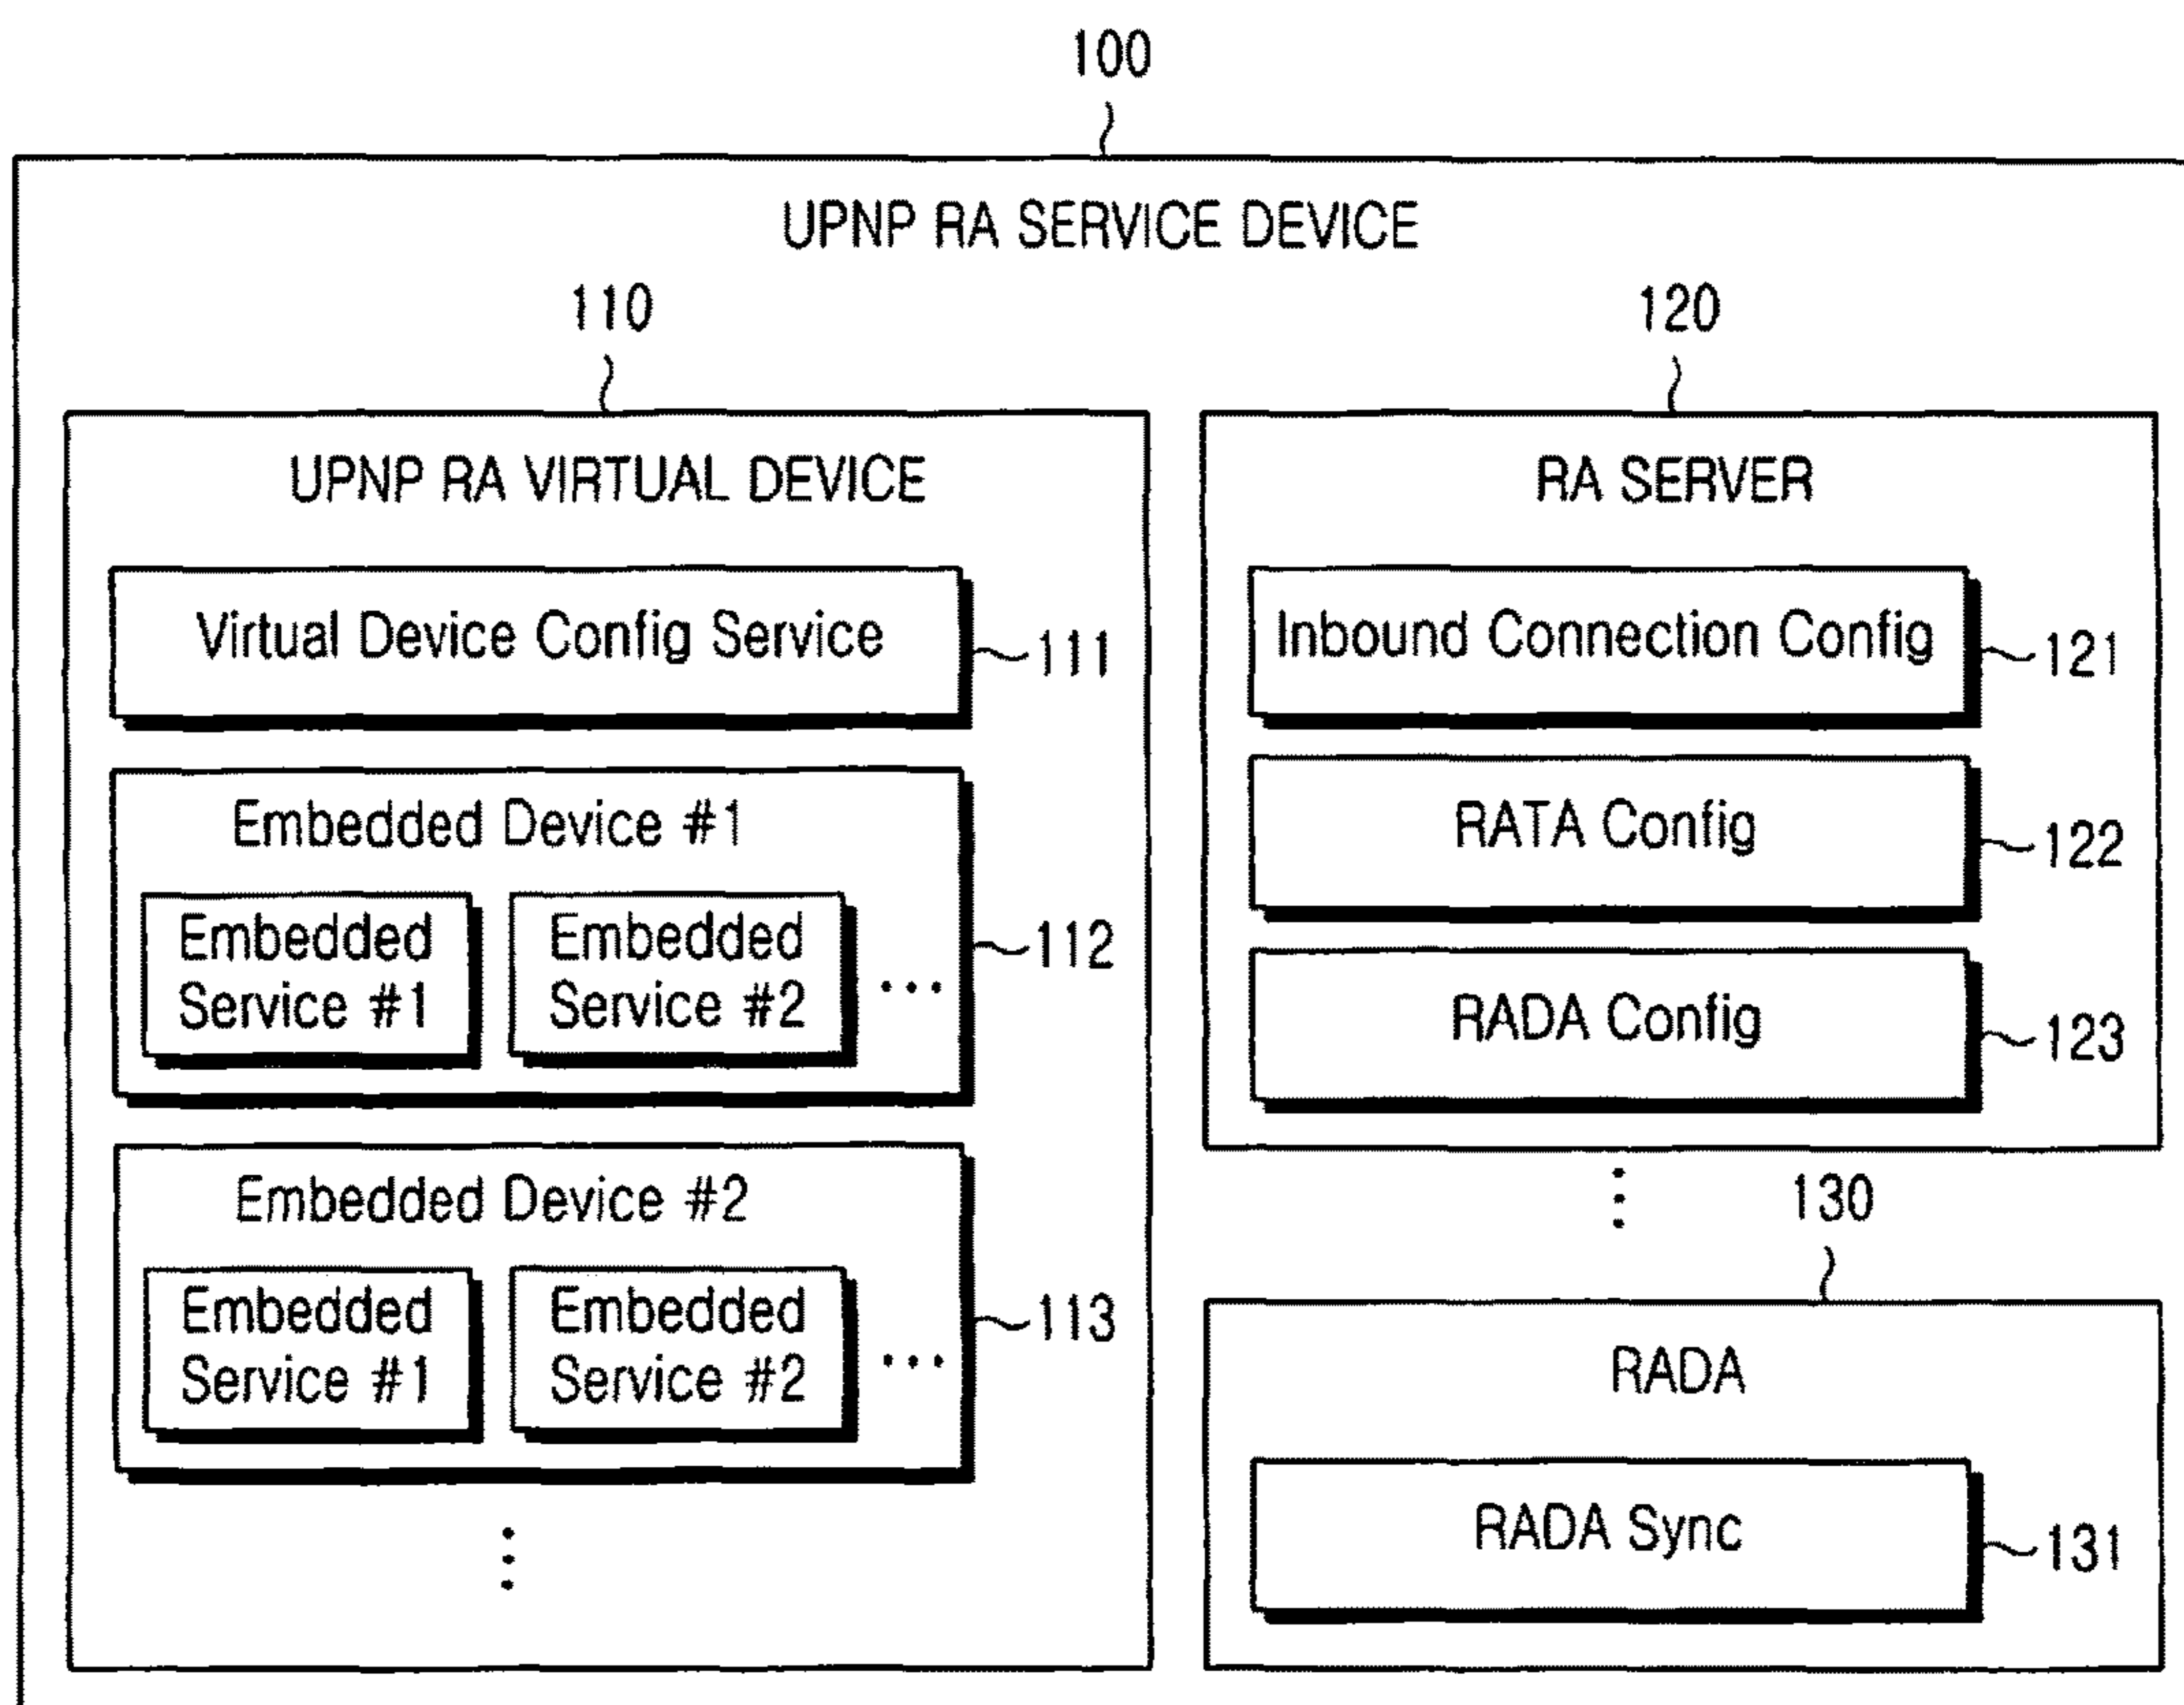 100
UPNP RA SERVICE DEVICE
110
UPNP RA VIRTUAL DEVICE
Virtual Device Config Service
111
Embedded Device #1
Embedded
Service #1
Embedded
Service #2
...
112
Embedded Device #2
Embedded
Service #1
Embedded
Service #2
...
113
120
RA SERVER
Inbound Connection Config
121
RATA Config
122
RADA Config
123
130
RADA
RADA Sync
131